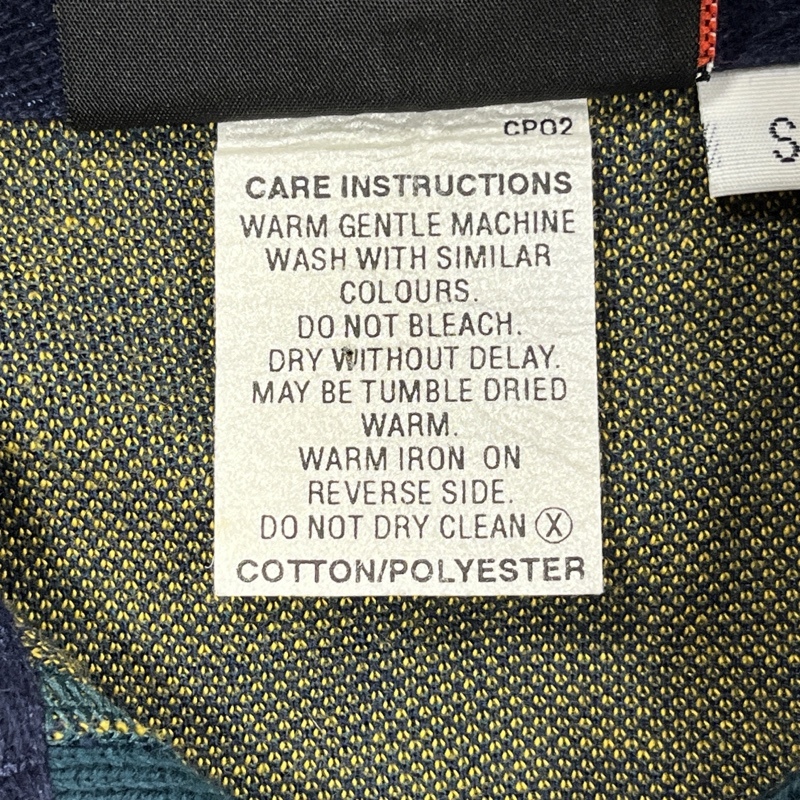 CP02
S
CARE INSTRUCTIONS
WARM GENTLE MACHINE
WASH WITH SIMILAR
COLOURS.
DO NOT BLEACH.
DRY WITHOUT DELAY.
MAY BE TUMBLE DRIED
WARM.
WARM IRON ON
REVERSE SIDE.
DO NOT DRY CLEAN Ⓧ
COTTON/POLYESTER